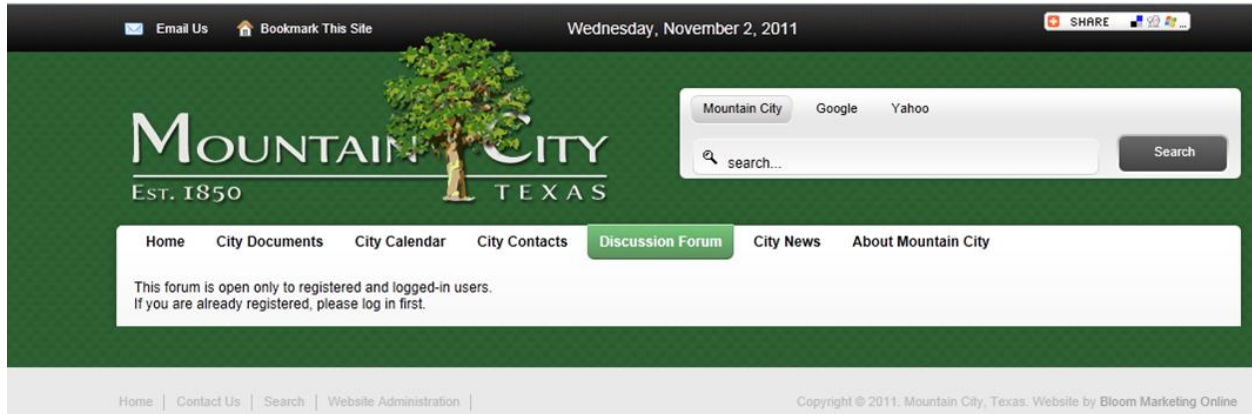 Email Us Bookmark This Site Wednesday, November 2, 2011 SHARE ...
MOUNTAIN CITY
EST. 1850 TEXAS
Mountain City Google Yahoo
search... Search
Home City Documents City Calendar City Contacts Discussion Forum City News About Mountain City
This forum is open only to registered and logged-in users.
If you are already registered, please log in first.
Home | Contact Us | Search | Website Administration | Copyright © 2011. Mountain City, Texas. Website by Bloom Marketing Online